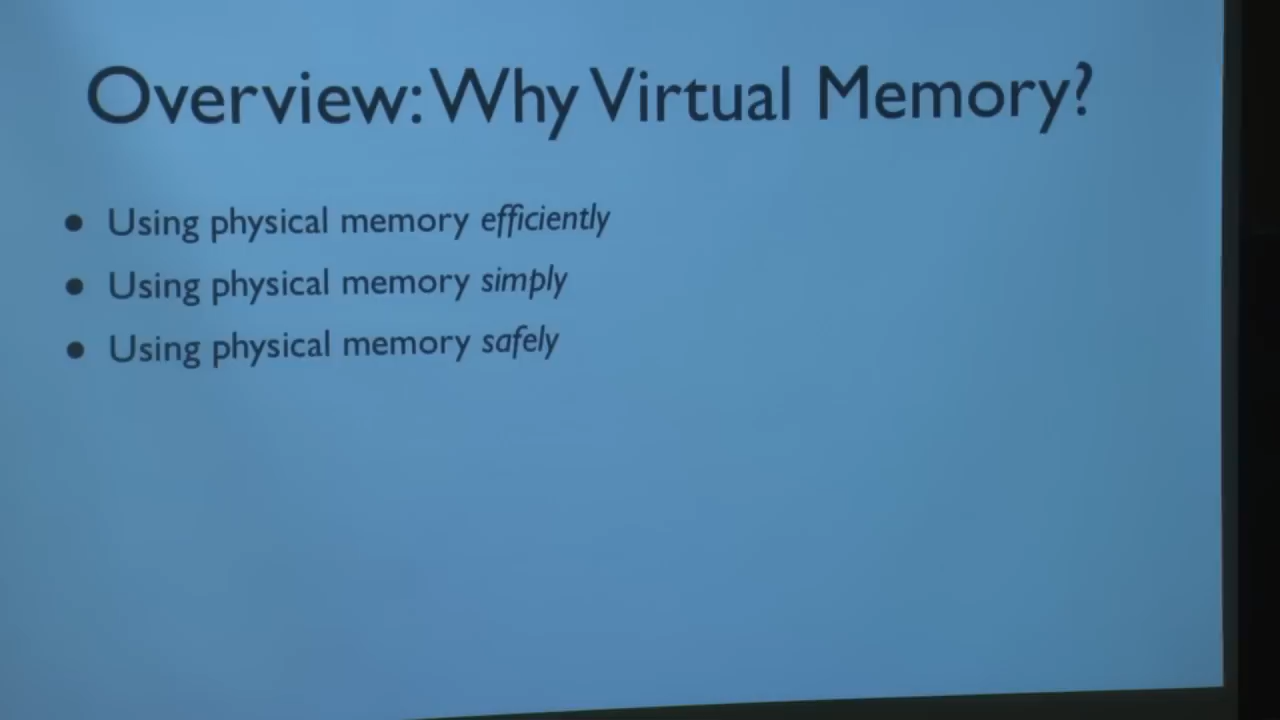 Overview: Why Virtual Memory?
• Using physical memory efficiently
• Using physical memory simply
• Using physical memory safely